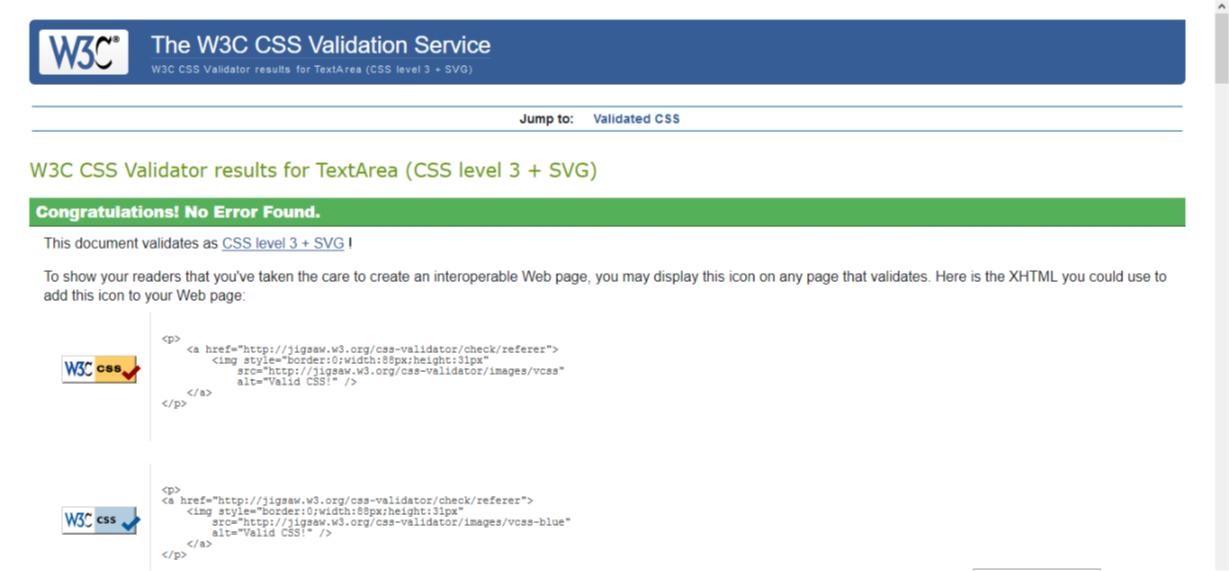 W3C®
The W3C CSS Validation Service
W3C CSS Validator results for TextArea (CSS level 3 + SVG)
Jump to: Validated CSS
W3C CSS Validator results for TextArea (CSS level 3 + SVG)
Congratulations! No Error Found.
This document validates as CSS level 3 + SVG !
To show your readers that you've taken the care to create an interoperable Web page, you may display this icon on any page that validates. Here is the XHTML you could use to
add this icon to your Web page:
W3C css
<p>
    <a href="http://jigsaw.w3.org/css-validator/check/referer">
        <img style="border:0;width:88px;height:31px"
            src="http://jigsaw.w3.org/css-validator/images/vcss"
            alt="Valid CSS!" />
    </a>
</p>
W3C css
<p>
<a href="http://jigsaw.w3.org/css-validator/check/referer">
    <img style="border:0;width:88px;height:31px"
        src="http://jigsaw.w3.org/css-validator/images/vcss-blue"
        alt="Valid CSS!" />
    </a>
</p>